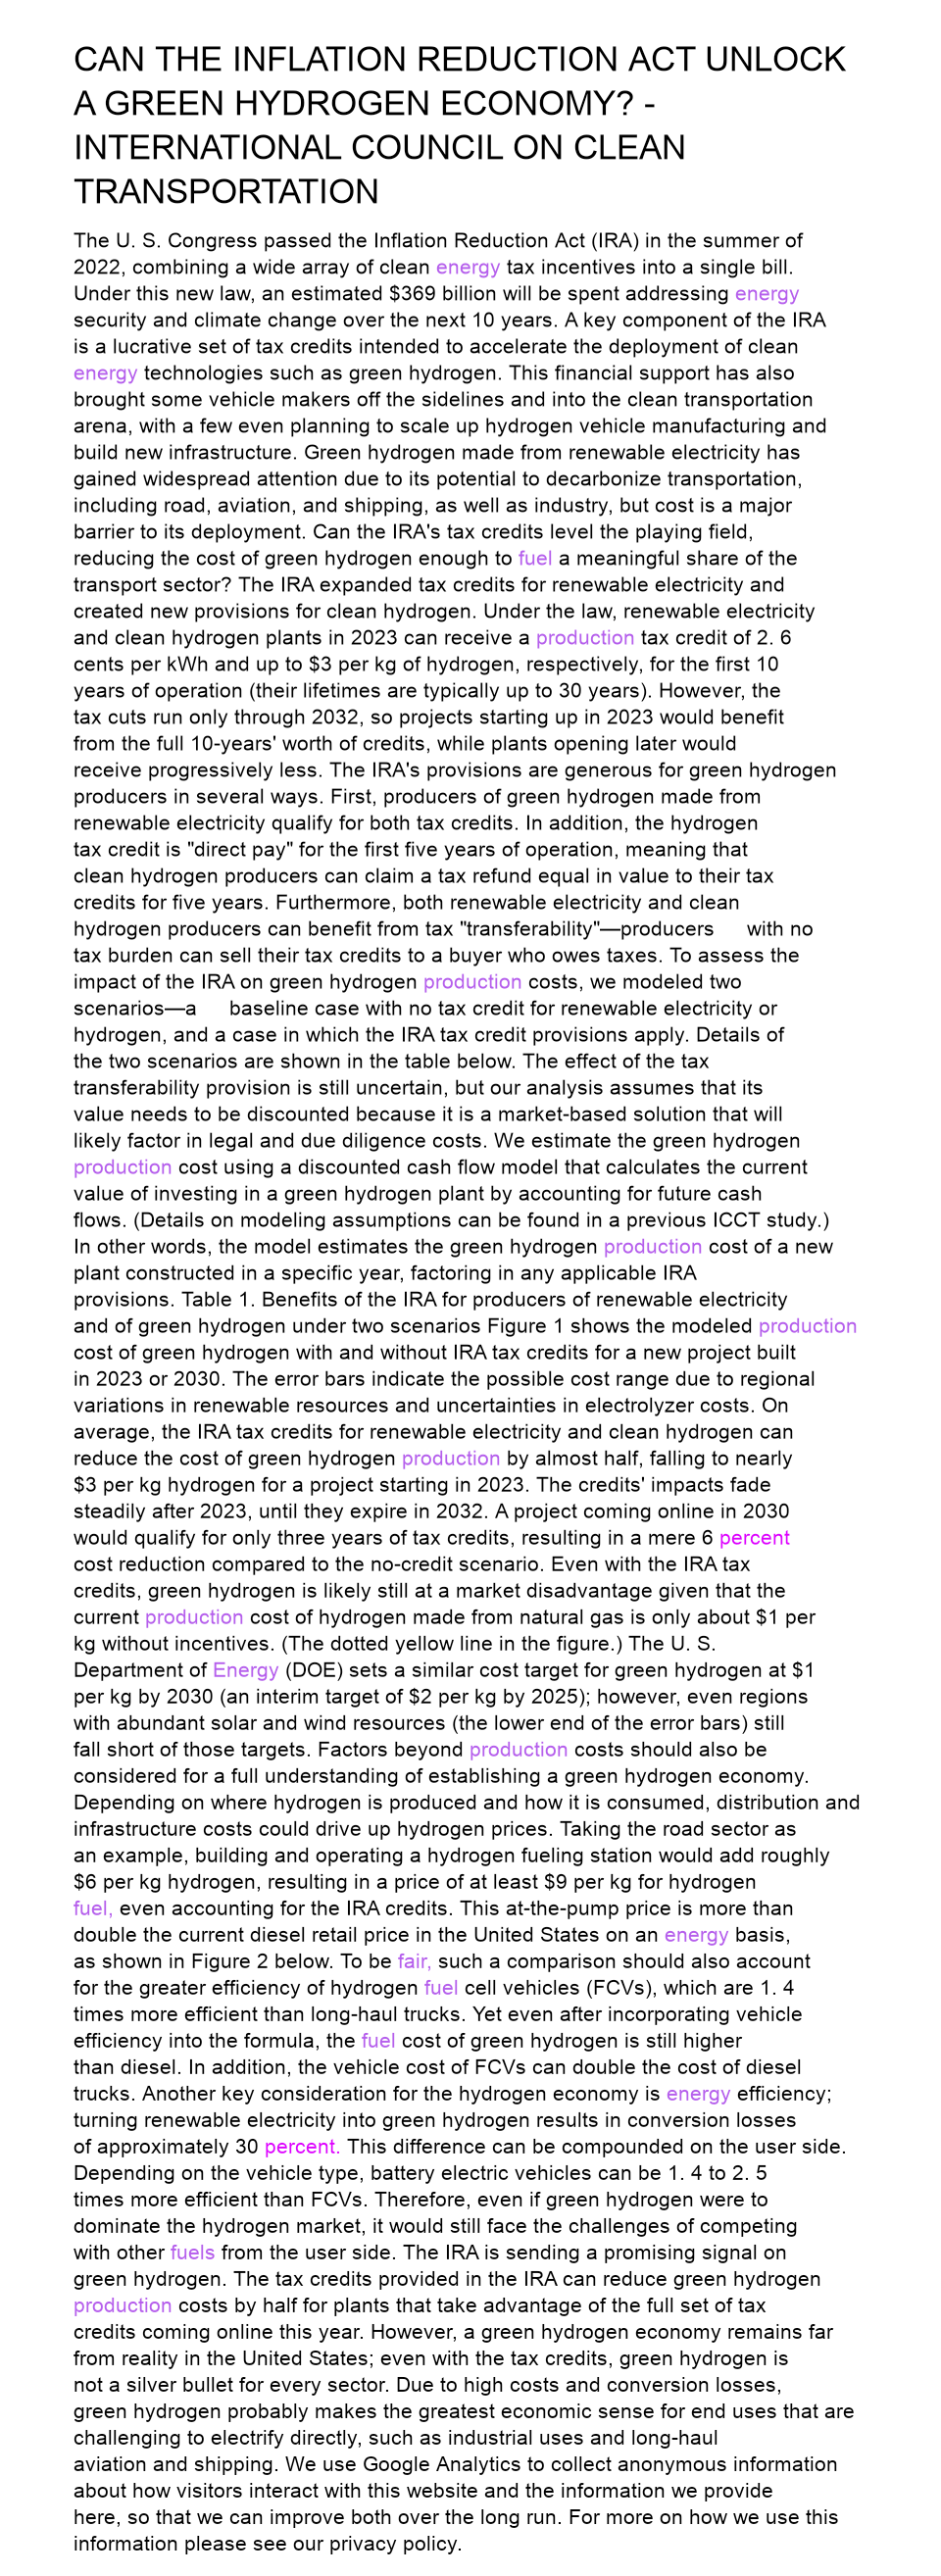 CAN THE INFLATION REDUCTION ACT UNLOCK
A GREEN HYDROGEN ECONOMY? -
INTERNATIONAL COUNCIL ON CLEAN
TRANSPORTATION
The U. S. Congress passed the Inflation Reduction Act (IRA) in the summer of
2022, combining a wide array of clean energy tax incentives into a single bill.
Under this new law, an estimated $369 billion will be spent addressing energy
security and climate change over the next 10 years. A key component of the IRA
is a lucrative set of tax credits intended to accelerate the deployment of clean
energy technologies such as green hydrogen. This financial support has also
brought some vehicle makers off the sidelines and into the clean transportation
arena, with a few even planning to scale up hydrogen vehicle manufacturing and
build new infrastructure. Green hydrogen made from renewable electricity has
gained widespread attention due to its potential to decarbonize transportation,
including road, aviation, and shipping, as well as industry, but cost is a major
barrier to its deployment. Can the IRA's tax credits level the playing field,
reducing the cost of green hydrogen enough to fuel a meaningful share of the
transport sector? The IRA expanded tax credits for renewable electricity and
created new provisions for clean hydrogen. Under the law, renewable electricity
and clean hydrogen plants in 2023 can receive a production tax credit of 2. 6
cents per kWh and up to $3 per kg of hydrogen, respectively, for the first 10
years of operation (their lifetimes are typically up to 30 years). However, the
tax cuts run only through 2032, so projects starting up in 2023 would benefit
from the full 10-years' worth of credits, while plants opening later would
receive progressively less. The IRA's provisions are generous for green hydrogen
producers in several ways. First, producers of green hydrogen made from
renewable electricity qualify for both tax credits. In addition, the hydrogen
tax credit is "direct pay" for the first five years of operation, meaning that
clean hydrogen producers can claim a tax refund equal in value to their tax
credits for five years. Furthermore, both renewable electricity and clean
hydrogen producers can benefit from tax "transferability"—producers with no
tax burden can sell their tax credits to a buyer who owes taxes. To assess the
impact of the IRA on green hydrogen production costs, we modeled two
scenarios—a baseline case with no tax credit for renewable electricity or
hydrogen, and a case in which the IRA tax credit provisions apply. Details of
the two scenarios are shown in the table below. The effect of the tax
transferability provision is still uncertain, but our analysis assumes that its
value needs to be discounted because it is a market-based solution that will
likely factor in legal and due diligence costs. We estimate the green hydrogen
production cost using a discounted cash flow model that calculates the current
value of investing in a green hydrogen plant by accounting for future cash
flows. (Details on modeling assumptions can be found in a previous ICCT study.)
In other words, the model estimates the green hydrogen production cost of a new
plant constructed in a specific year, factoring in any applicable IRA
provisions. Table 1. Benefits of the IRA for producers of renewable electricity
and of green hydrogen under two scenarios Figure 1 shows the modeled production
cost of green hydrogen with and without IRA tax credits for a new project built
in 2023 or 2030. The error bars indicate the possible cost range due to regional
variations in renewable resources and uncertainties in electrolyzer costs. On
average, the IRA tax credits for renewable electricity and clean hydrogen can
reduce the cost of green hydrogen production by almost half, falling to nearly
$3 per kg hydrogen for a project starting in 2023. The credits' impacts fade
steadily after 2023, until they expire in 2032. A project coming online in 2030
would qualify for only three years of tax credits, resulting in a mere 6 percent
cost reduction compared to the no-credit scenario. Even with the IRA tax
credits, green hydrogen is likely still at a market disadvantage given that the
current production cost of hydrogen made from natural gas is only about $1 per
kg without incentives. (The dotted yellow line in the figure.) The U. S.
Department of Energy (DOE) sets a similar cost target for green hydrogen at $1
per kg by 2030 (an interim target of $2 per kg by 2025); however, even regions
with abundant solar and wind resources (the lower end of the error bars) still
fall short of those targets. Factors beyond production costs should also be
considered for a full understanding of establishing a green hydrogen economy.
Depending on where hydrogen is produced and how it is consumed, distribution and
infrastructure costs could drive up hydrogen prices. Taking the road sector as
an example, building and operating a hydrogen fueling station would add roughly
$6 per kg hydrogen, resulting in a price of at least $9 per kg for hydrogen
fuel, even accounting for the IRA credits. This at-the-pump price is more than
double the current diesel retail price in the United States on an energy basis,
as shown in Figure 2 below. To be fair, such a comparison should also account
for the greater efficiency of hydrogen fuel cell vehicles (FCVs), which are 1. 4
times more efficient than long-haul trucks. Yet even after incorporating vehicle
efficiency into the formula, the fuel cost of green hydrogen is still higher
than diesel. In addition, the vehicle cost of FCVs can double the cost of diesel
trucks. Another key consideration for the hydrogen economy is energy efficiency;
turning renewable electricity into green hydrogen results in conversion losses
of approximately 30 percent. This difference can be compounded on the user side.
Depending on the vehicle type, battery electric vehicles can be 1. 4 to 2. 5
times more efficient than FCVs. Therefore, even if green hydrogen were to
dominate the hydrogen market, it would still face the challenges of competing
with other fuels from the user side. The IRA is sending a promising signal on
green hydrogen. The tax credits provided in the IRA can reduce green hydrogen
production costs by half for plants that take advantage of the full set of tax
credits coming online this year. However, a green hydrogen economy remains far
from reality in the United States; even with the tax credits, green hydrogen is
not a silver bullet for every sector. Due to high costs and conversion losses,
green hydrogen probably makes the greatest economic sense for end uses that are
challenging to electrify directly, such as industrial uses and long-haul
aviation and shipping. We use Google Analytics to collect anonymous information
about how visitors interact with this website and the information we provide
here, so that we can improve both over the long run. For more on how we use this
information please see our privacy policy.